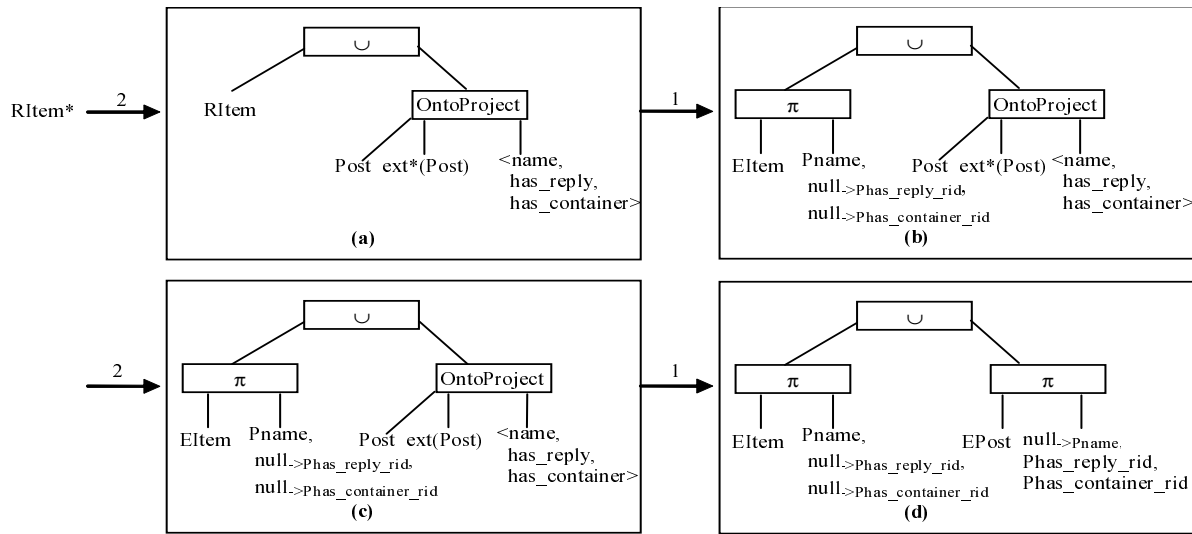 RItem*
2
∪
RItem
OntoProject
Post ext*(Post) <name,
has_reply,
has_container>
(a)
1
∪
π
OntoProject
EItem Pname,
null->Phas_reply_rid,
null->Phas_container_rid
Post ext*(Post) <name,
has_reply,
has_container>
(b)
2
∪
π
OntoProject
EItem Pname,
null->Phas_reply_rid,
null->Phas_container_rid
Post ext(Post) <name,
has_reply,
has_container>
(c)
1
∪
π
π
EItem Pname,
null->Phas_reply_rid,
null->Phas_container_rid
EPost null->Pname,
Phas_reply_rid,
Phas_container_rid
(d)